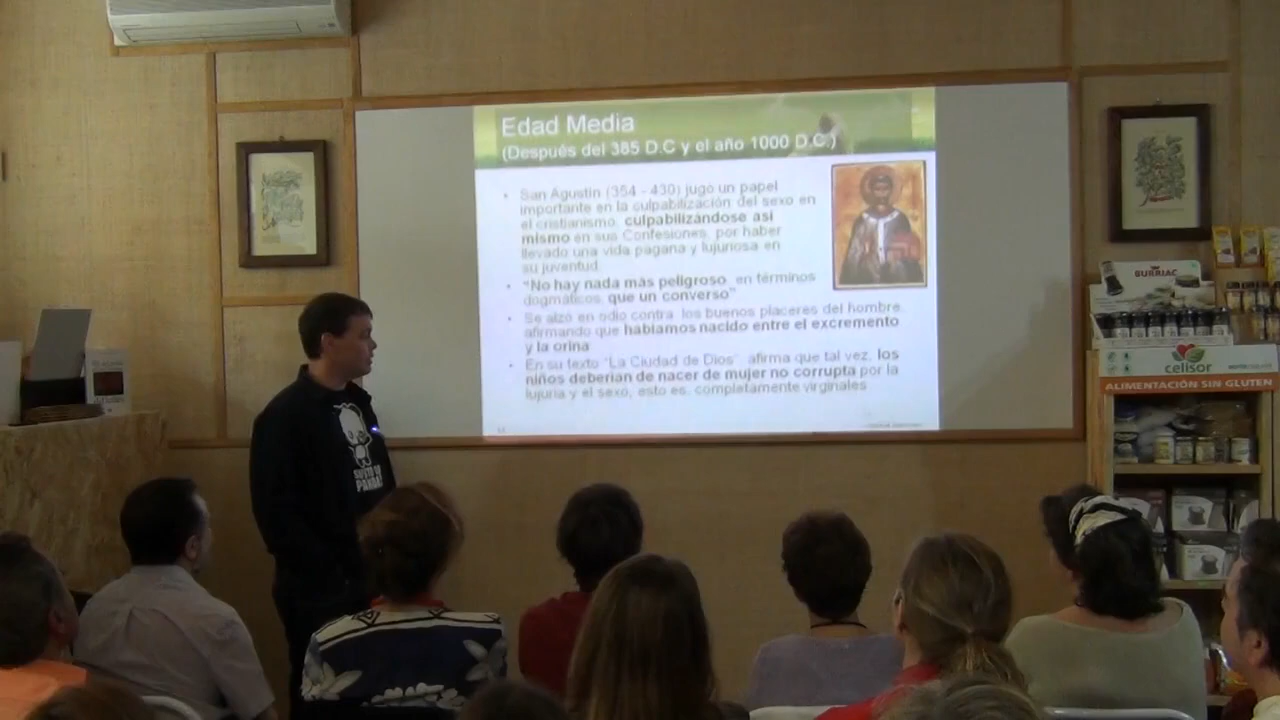 Edad Media
(Después del 385 D.C y el año 1000 D.C.)
• San Agustín (354 - 430) jugó un papel
importante en la culpabilización del sexo en
el cristianismo, culpabilizándose así
mismo en sus Confesiones, por haber
llevado una vida pagana y lujuriosa en
su juventud
• "No hay nada más peligroso, en términos
dogmáticos, que un converso"
• Se alzó en odio contra los buenos placeres del hombre,
afirmando que habíamos nacido entre el excremento
y la orina
• En su texto "La Ciudad de Dios", afirma que tal vez, los
niños deberían de nacer de mujer no corrupta por la
lujuria y el sexo, esto es, completamente virginales
BURRIAC
celisor
ALIMENTACIÓN SIN GLUTEN
PANDA